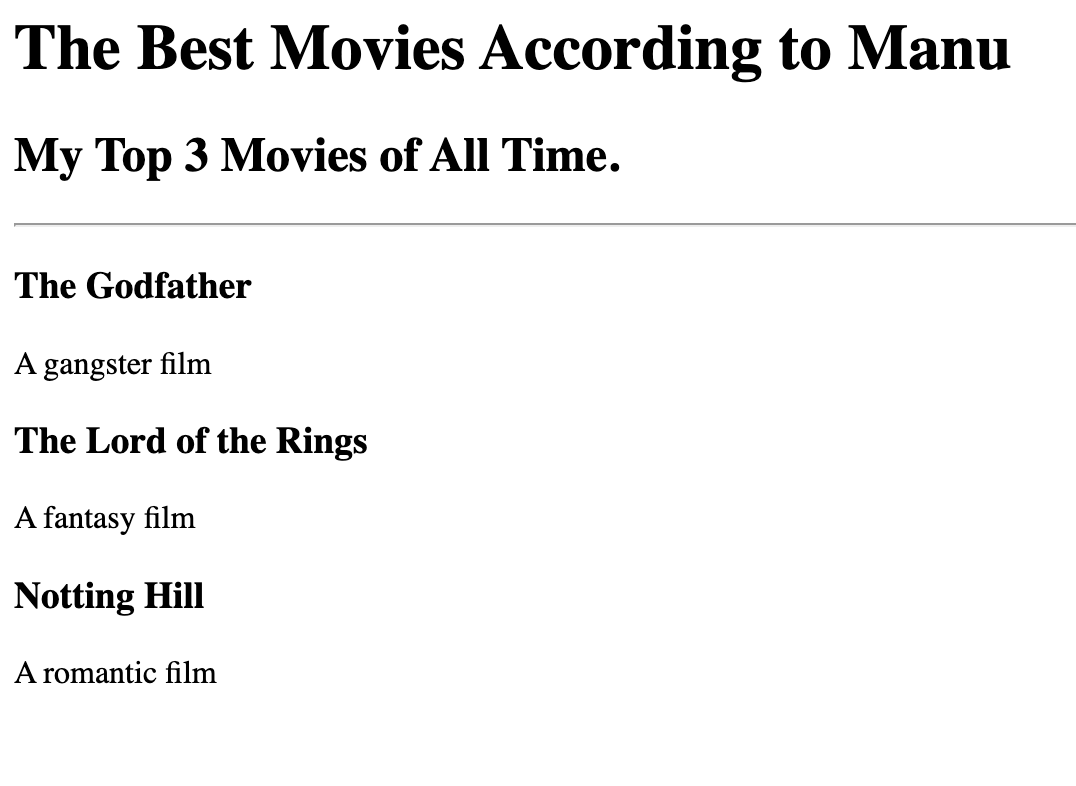 The Best Movies According to Manu
My Top 3 Movies of All Time.
The Godfather
A gangster film
The Lord of the Rings
A fantasy film
Notting Hill
A romantic film